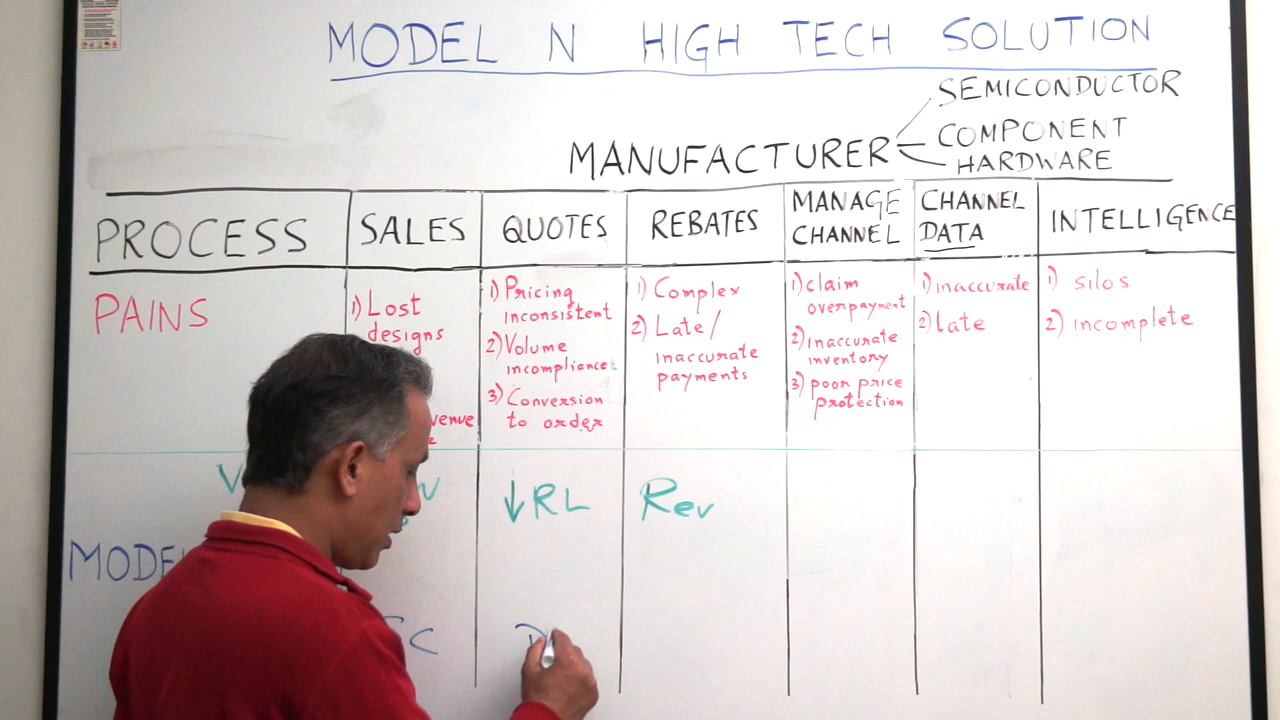 MODEL N HIGH TECH SOLUTION
MANUFACTURER
SEMICONDUCTOR
COMPONENT
HARDWARE
PROCESS
SALES
QUOTES
REBATES
MANAGE
CHANNEL
CHANNEL
DATA
INTELLIGENCE
PAINS
1) Lost
designs
1) Pricing
inconsistent
2) Volume
incompliance
3) Conversion
to order
1) Complex
2) Late/
inaccurate
payments
1) claim
overpayment
2) inaccurate
inventory
3) poor price
protection
1) inaccurate
2) late
1) silos
2) incomplete
↓RL
Rev
MODE